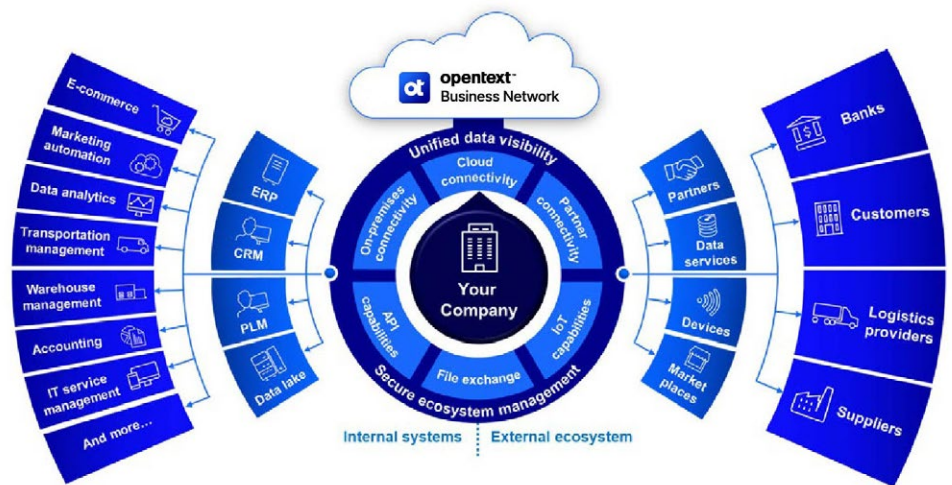 opentext™
Business Network
Unified data visibility
Cloud
connectivity
On-premises
connectivity
Partner
connectivity
Your
Company
API
capabilities
IoT
capabilities
File exchange
Secure ecosystem management
Internal systems
External ecosystem
E-commerce
Marketing
automation
Data analytics
Transportation
management
Warehouse
management
Accounting
IT service
management
And more...
ERP
CRM
PLM
Data lake
Partners
Data
services
Devices
Market
places
Banks
Customers
Logistics
providers
Suppliers